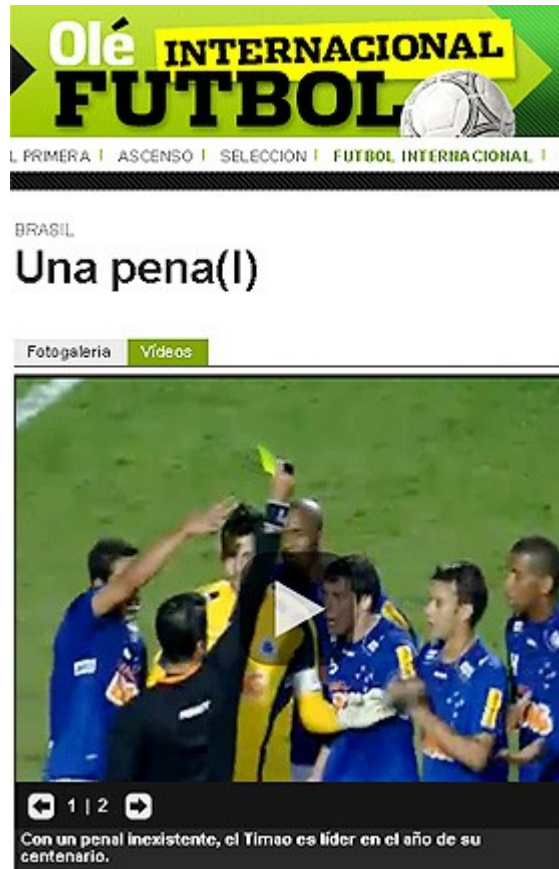 Olé INTERNACIONAL
FUTBOL
L PRIMERA | ASCENSO | SELECCION | FUTBOL INTERNACIONAL |
BRASIL
Una pena(l)
Fotogaleria Vídeos
1 | 2
Con un penal inexistente, el Timao es líder en el año de su
centenario.